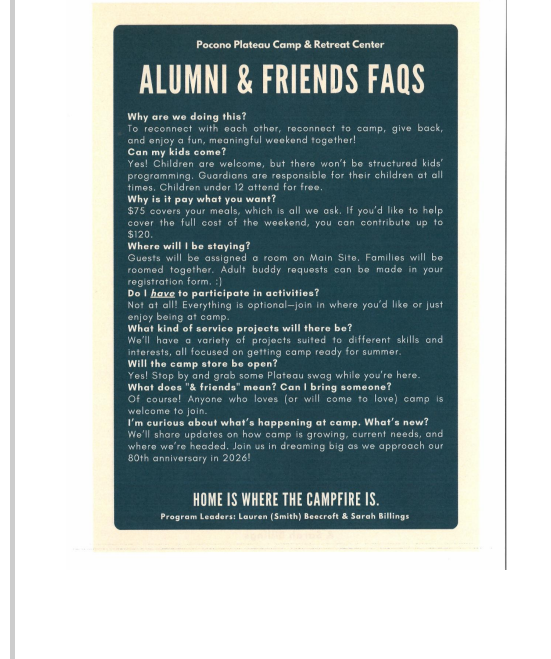 Pocono Plateau Camp & Retreat Center
ALUMNI & FRIENDS FAQS
Why are we doing this?
To reconnect with each other, reconnect to camp, give back,
and enjoy a fun, meaningful weekend together!
Can my kids come?
Yes! Children are welcome, but there won't be structured kids'
programming. Guardians are responsible for their children at all
times. Children under 12 attend for free.
Why is it pay what you want?
$75 covers your meals, which is all we ask. If you'd like to help
cover the full cost of the weekend, you can contribute up to
$120.
Where will I be staying?
Guests will be assigned a room on Main Site. Families will be
roomed together. Adult buddy requests can be made in your
registration form. :)
Do I have to participate in activities?
Not at all! Everything is optional—join in where you'd like or just
enjoy being at camp.
What kind of service projects will there be?
We'll have a variety of projects suited to different skills and
interests, all focused on getting camp ready for summer.
Will the camp store be open?
Yes! Stop by and grab some Plateau swag while you're here.
What does "& friends" mean? Can I bring someone?
Of course! Anyone who loves (or will come to love) camp is
welcome to join.
I'm curious about what's happening at camp. What's new?
We'll share updates on how camp is growing, current needs, and
where we're headed. Join us in dreaming big as we approach our
80th anniversary in 2026!
HOME IS WHERE THE CAMPFIRE IS.
Program Leaders: Lauren (Smith) Beecroft & Sarah Billings